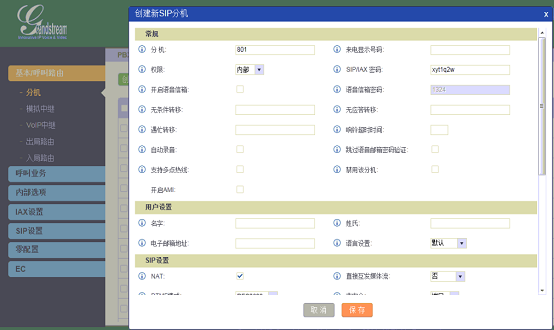 Grandstream
创建新SIP分机
X
基本/呼叫路由
- 分机
- 模拟中继
- VoIP中继
- 出局路由
- 入局路由
呼叫业务
内部选项
IAX设置
SIP设置
零配置
EC
常规
分机: 801 来电显示号码:
权限: 内部 SIP/IAX 密码: xyt1q2w
开启语音信箱: 语音信箱密码: 1324
无条件转移: 无应答转移:
遇忙转移: 响铃超时间:
自动录音: 跳过语音邮箱密码验证:
支持多点热线: 禁用该分机:
开启AMI:
用户设置
名字: 姓氏:
电子邮箱地址: 语言设置: 默认
SIP设置
NAT: 直接互发媒体流: 否
取 消 保 存